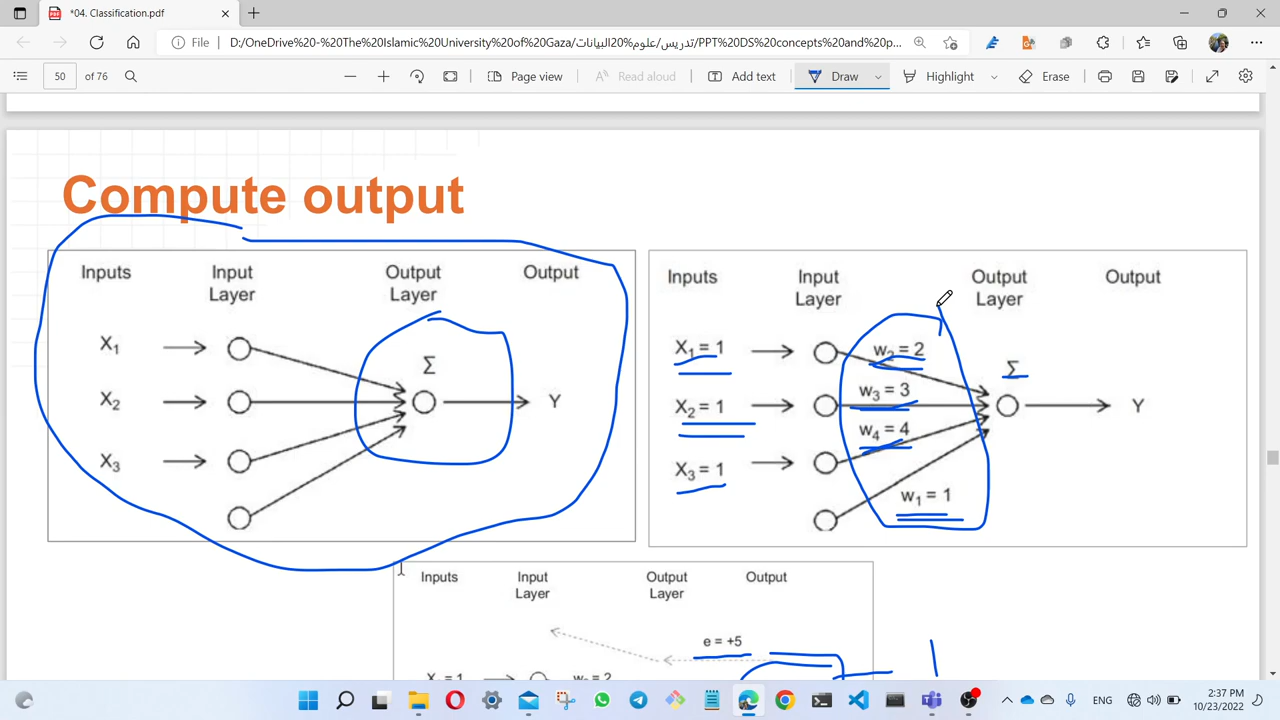 *04. Classification.pdf
File D:/OneDrive%20-%20The%20Islamic%20University%20of%20Gaza/تدريس/علوم%20البيانات/PPT%20DS%20concepts%20and%20p...
50 of 76 Page view Read aloud Add text Draw Highlight Erase
Compute output
Inputs Input Layer Output Layer Output
X₁
X₂
X₃
Σ
Y
Inputs Input Layer Output Layer Output
X₁ = 1
X₂ = 1
X₃ = 1
w₂ = 2
w₃ = 3
w₄ = 4
w₁ = 1
Σ
Y
Inputs Input Layer Output Layer Output
e = +5
ENG
2:37 PM
10/23/2022